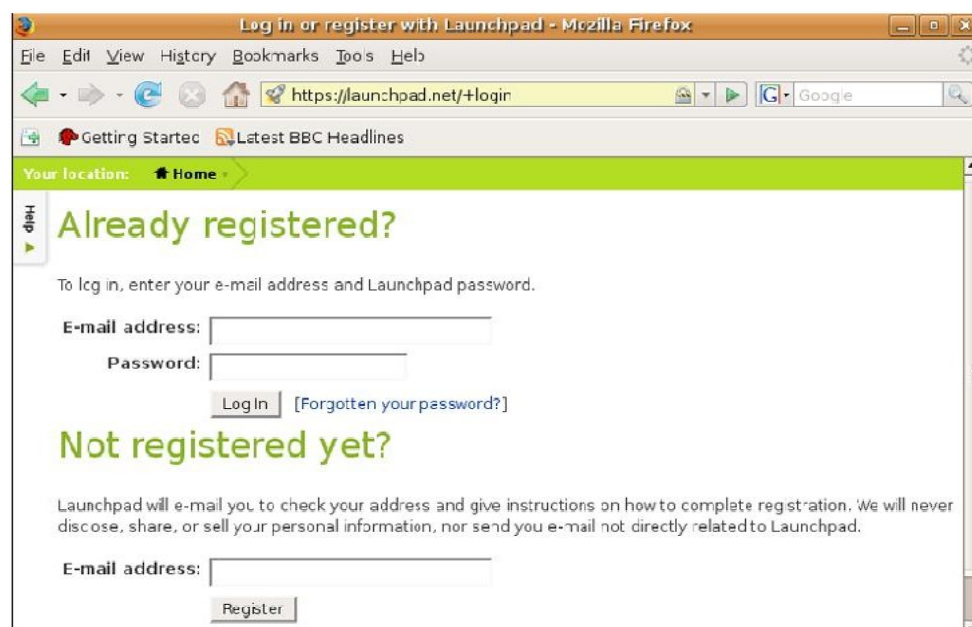 Log in or register with Launchpad - Mozilla Firefox
File Edit View History Bookmarks Tools Help
https://launchpad.net/+login G Google
Getting Started Latest BBC Headlines
Your location: Home
Help
Already registered?
To log in, enter your e-mail address and Launchpad password.
E-mail address:
Password:
Log In [Forgotten your password?]
Not registered yet?
Launchpad will e-mail you to check your address and give instructions on how to complete registration. We will never
discose, share, or sell your personal information, nor send you e-mail not directly related to Launchpad.
E-mail address:
Register